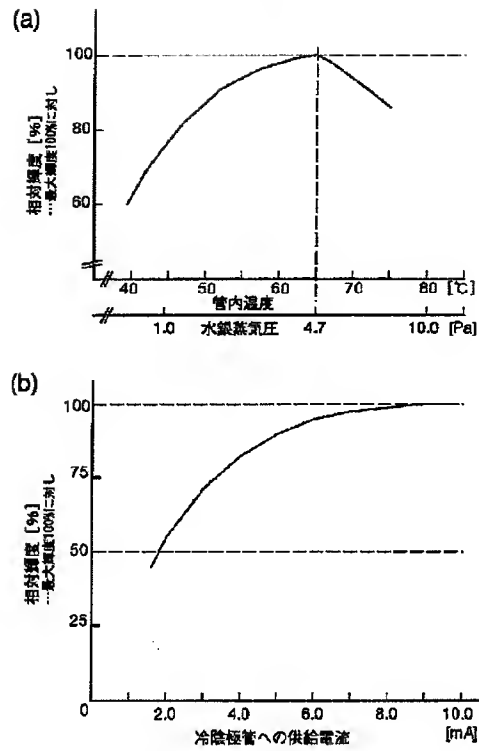 (a)
100
80
60
相対輝度 [%]
…最大輝度100%に対し
40 50 60 70 80 [℃]
管内温度
1.0 水銀蒸気圧 4.7 10.0 [Pa]
(b)
100
75
50
25
0
相対輝度 [%]
…最大輝度100%に対し
2.0 4.0 6.0 8.0 10.0
[mA]
冷陰極管への供給電流